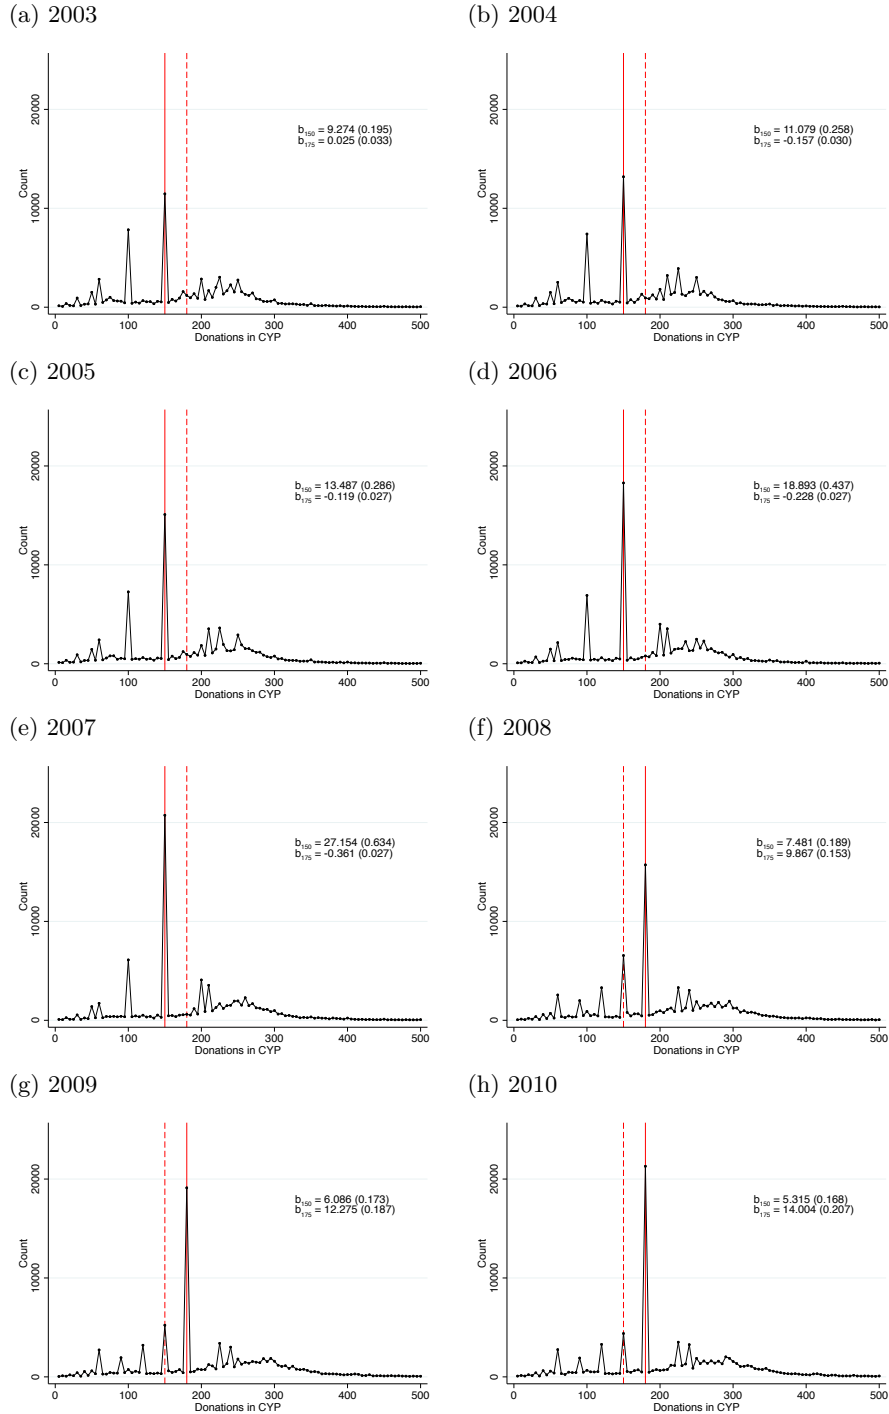 (a) 2003
(b) 2004
20000
10000
0
Count
b150 = 9.274 (0.195)
b175 = 0.025 (0.033)
0 100 200 300 400 500
Donations in CYP
20000
10000
0
Count
b150 = 11.079 (0.258)
b175 = -0.157 (0.030)
0 100 200 300 400 500
Donations in CYP
(c) 2005
(d) 2006
20000
10000
0
Count
b150 = 13.487 (0.286)
b175 = -0.119 (0.027)
0 100 200 300 400 500
Donations in CYP
20000
10000
0
Count
b150 = 18.893 (0.437)
b175 = -0.228 (0.027)
0 100 200 300 400 500
Donations in CYP
(e) 2007
(f) 2008
20000
10000
0
Count
b150 = 27.154 (0.634)
b175 = -0.361 (0.027)
0 100 200 300 400 500
Donations in CYP
20000
10000
0
Count
b150 = 7.481 (0.189)
b175 = 9.867 (0.153)
0 100 200 300 400 500
Donations in CYP
(g) 2009
(h) 2010
20000
10000
0
Count
b150 = 6.086 (0.173)
b175 = 12.275 (0.187)
0 100 200 300 400 500
Donations in CYP
20000
10000
0
Count
b150 = 5.315 (0.168)
b175 = 14.004 (0.207)
0 100 200 300 400 500
Donations in CYP